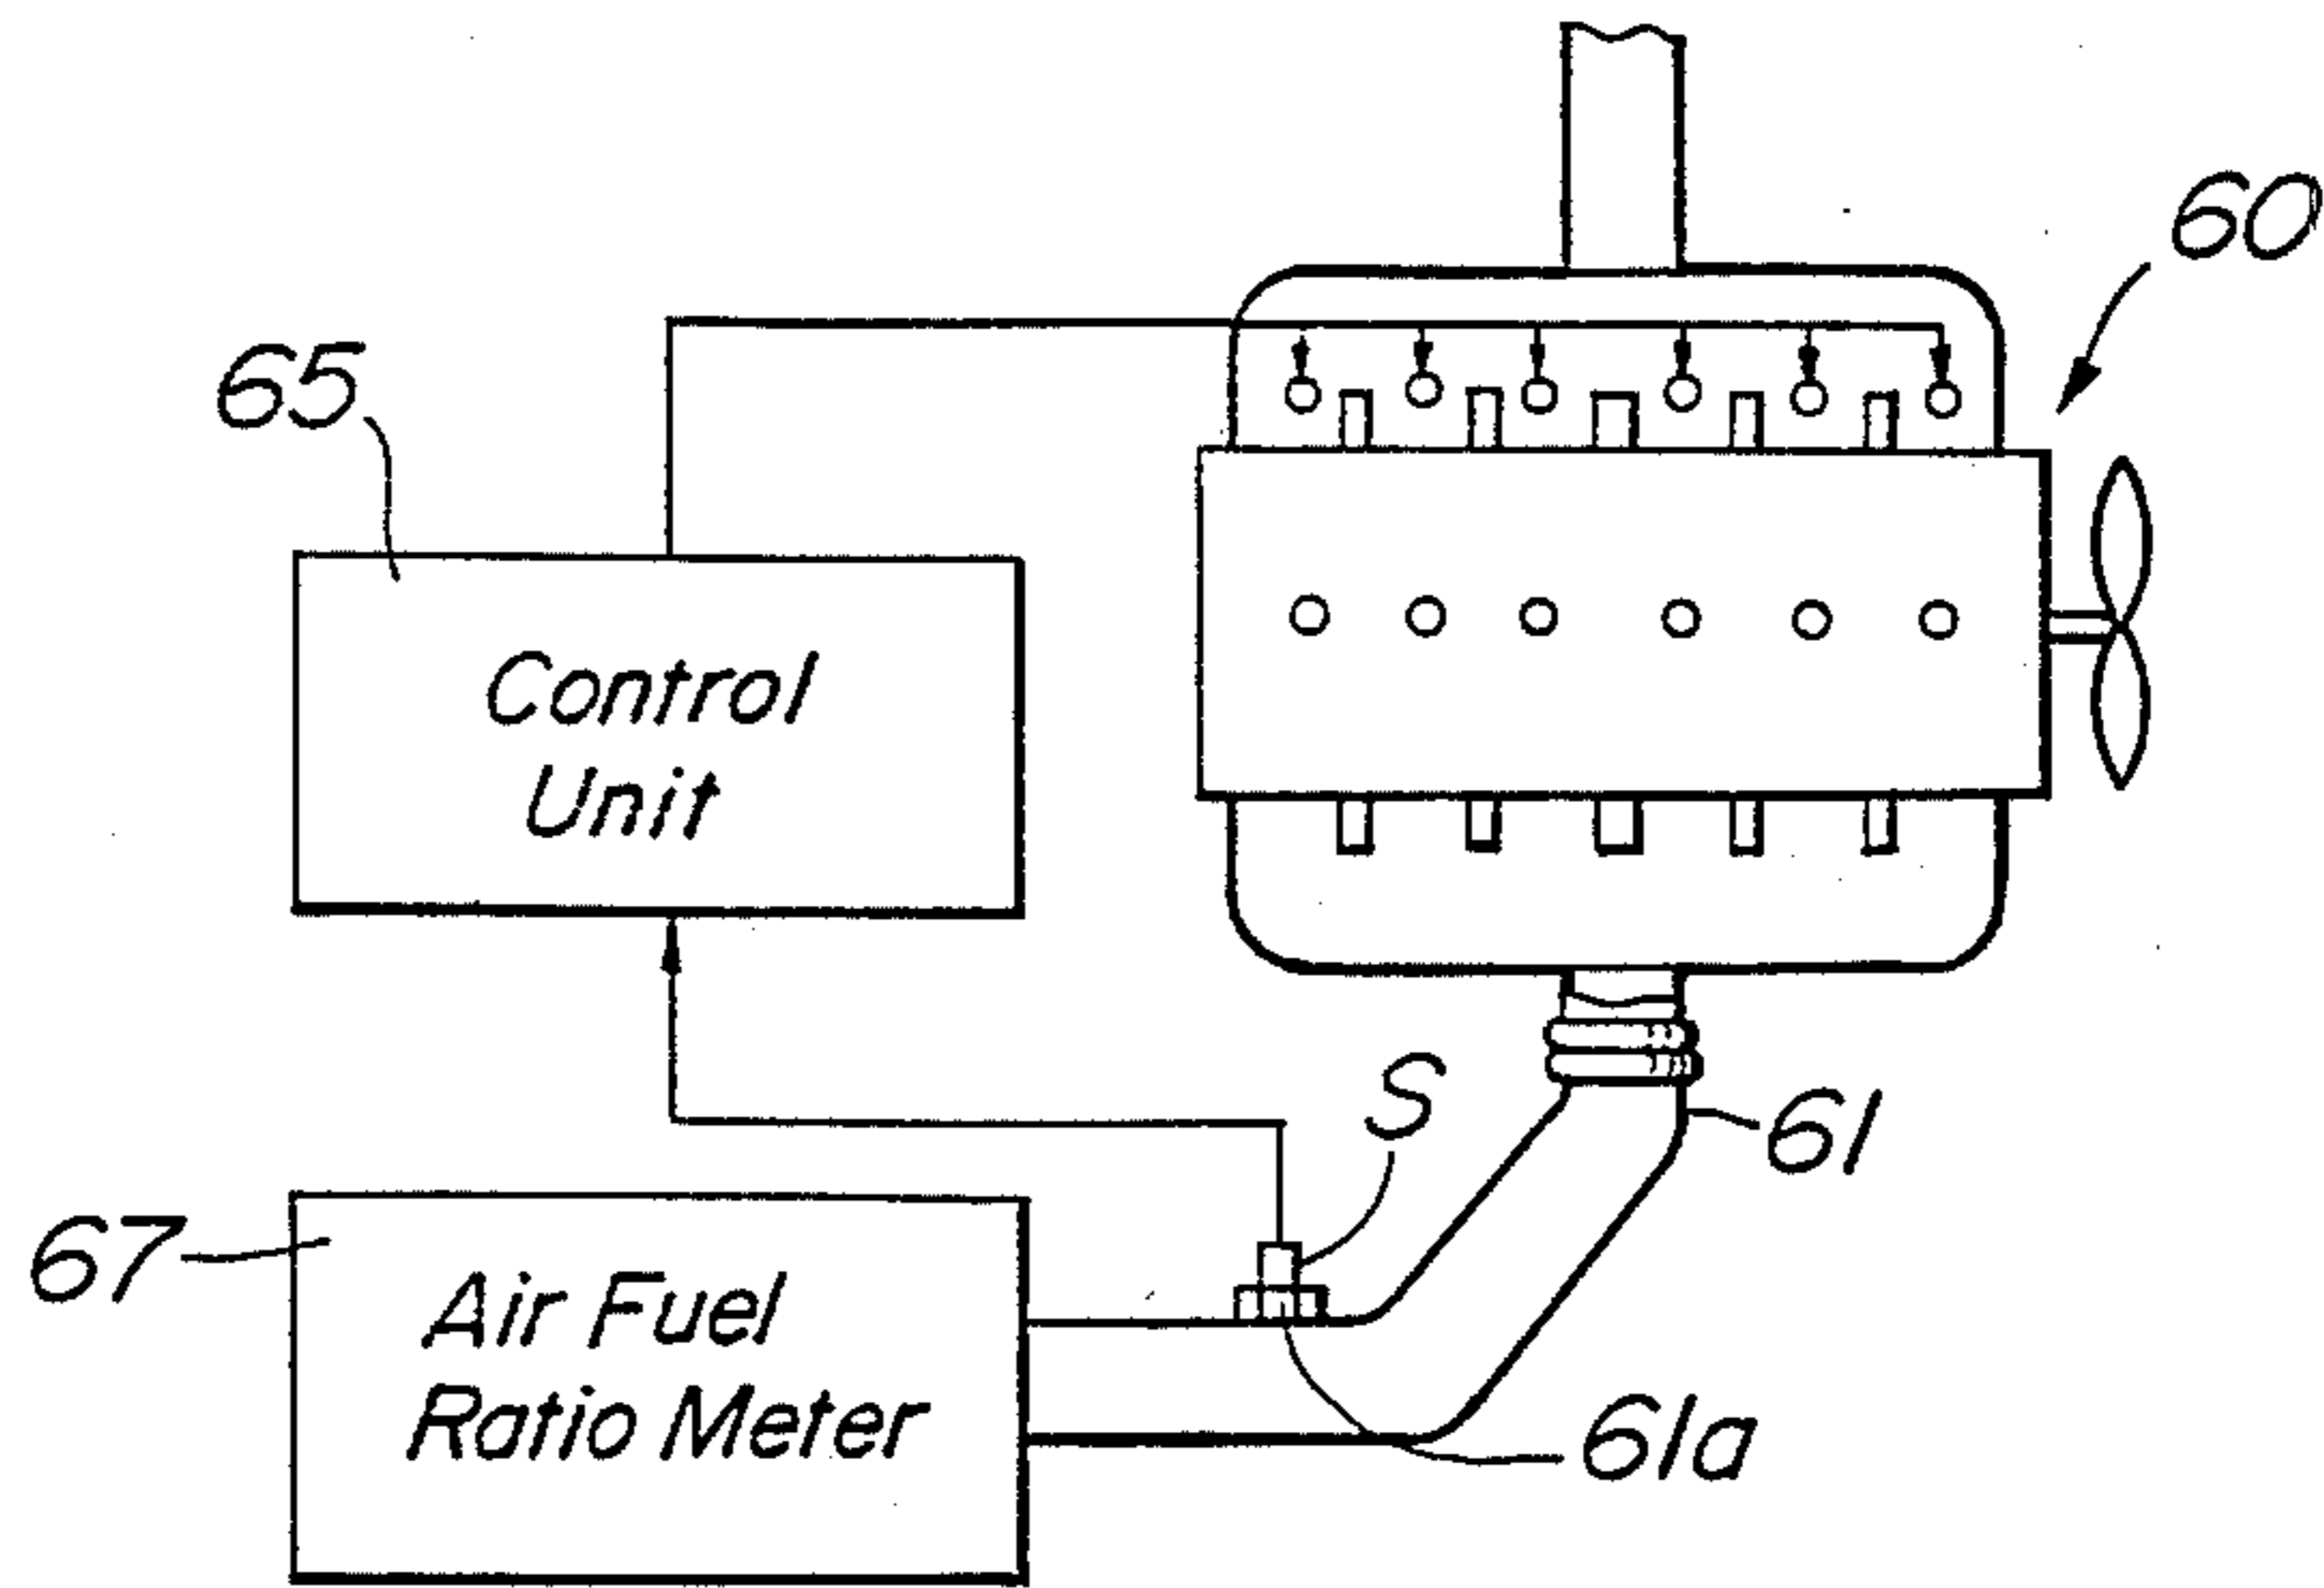 60
65
Control
Unit
S
61
67
Air Fuel
Ratio Meter
61a